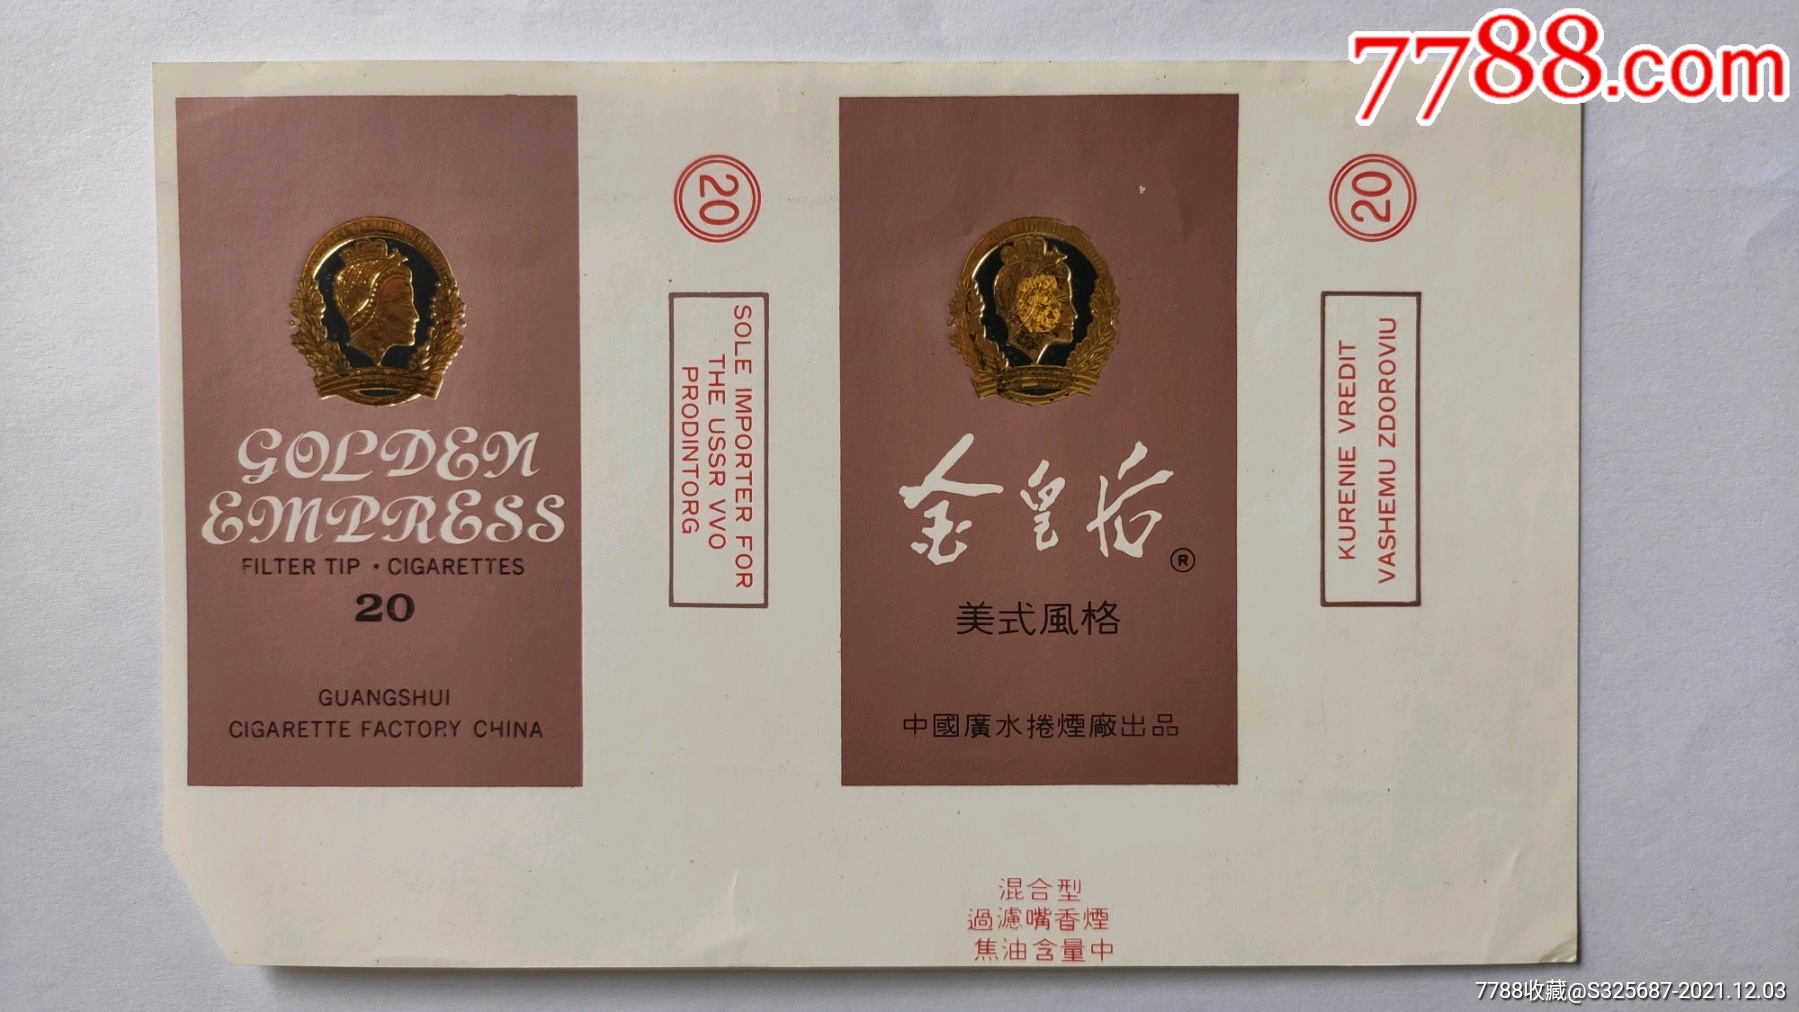 7788.com
GOLDEN
EMPRESS
FILTER TIP · CIGARETTES
20
GUANGSHUI
CIGARETTE FACTORY CHINA
20
SOLE IMPORTER FOR
THE USSR VVO
PRODINTORG
金皇后
®
美式風格
中國廣水捲煙廠出品
20
KURENIE VREDIT
VASHEMU ZDOROVIU
混合型
過濾嘴香煙
焦油含量中
7788收藏@S325687-2021.12.03